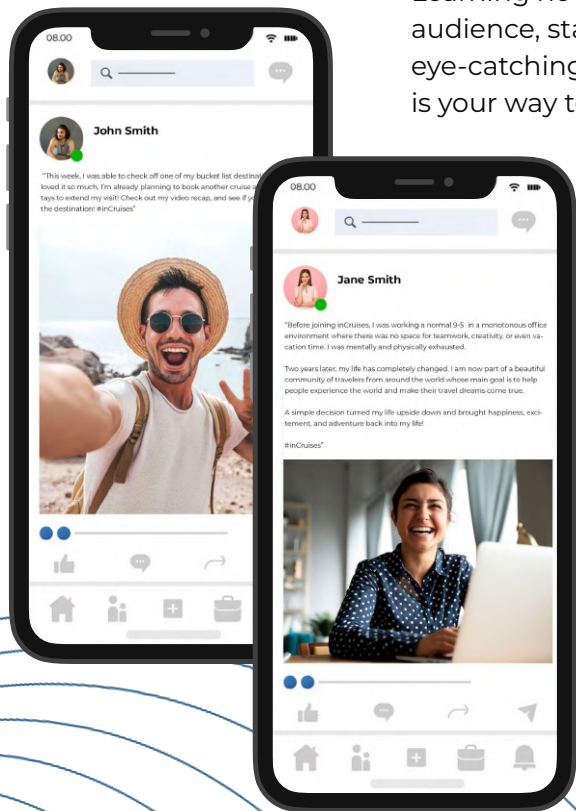 audience, sta
eye-catching
is your way t
08.00
John Smith
"This week, I was able to check off one of my bucket list destinat
loved it so much, I'm already planning to book another cruise a
tays to extend my visit! Check out my video recap, and see if yo
the destination! #inCruises"
08.00
Jane Smith
"Before joining inCruises, I was working a normal 9-5 in a monotonous office
environment where there was no space for teamwork, creativity, or even va-
cation time. I was mentally and physically exhausted.
Two years later, my life has completely changed. I am now part of a beautiful
community of travelers from around the world whose main goal is to help
people experience the world and make their travel dreams come true.
A simple decision turned my life upside down and brought happiness, exci-
tement, and adventure back into my life!
#inCruises"